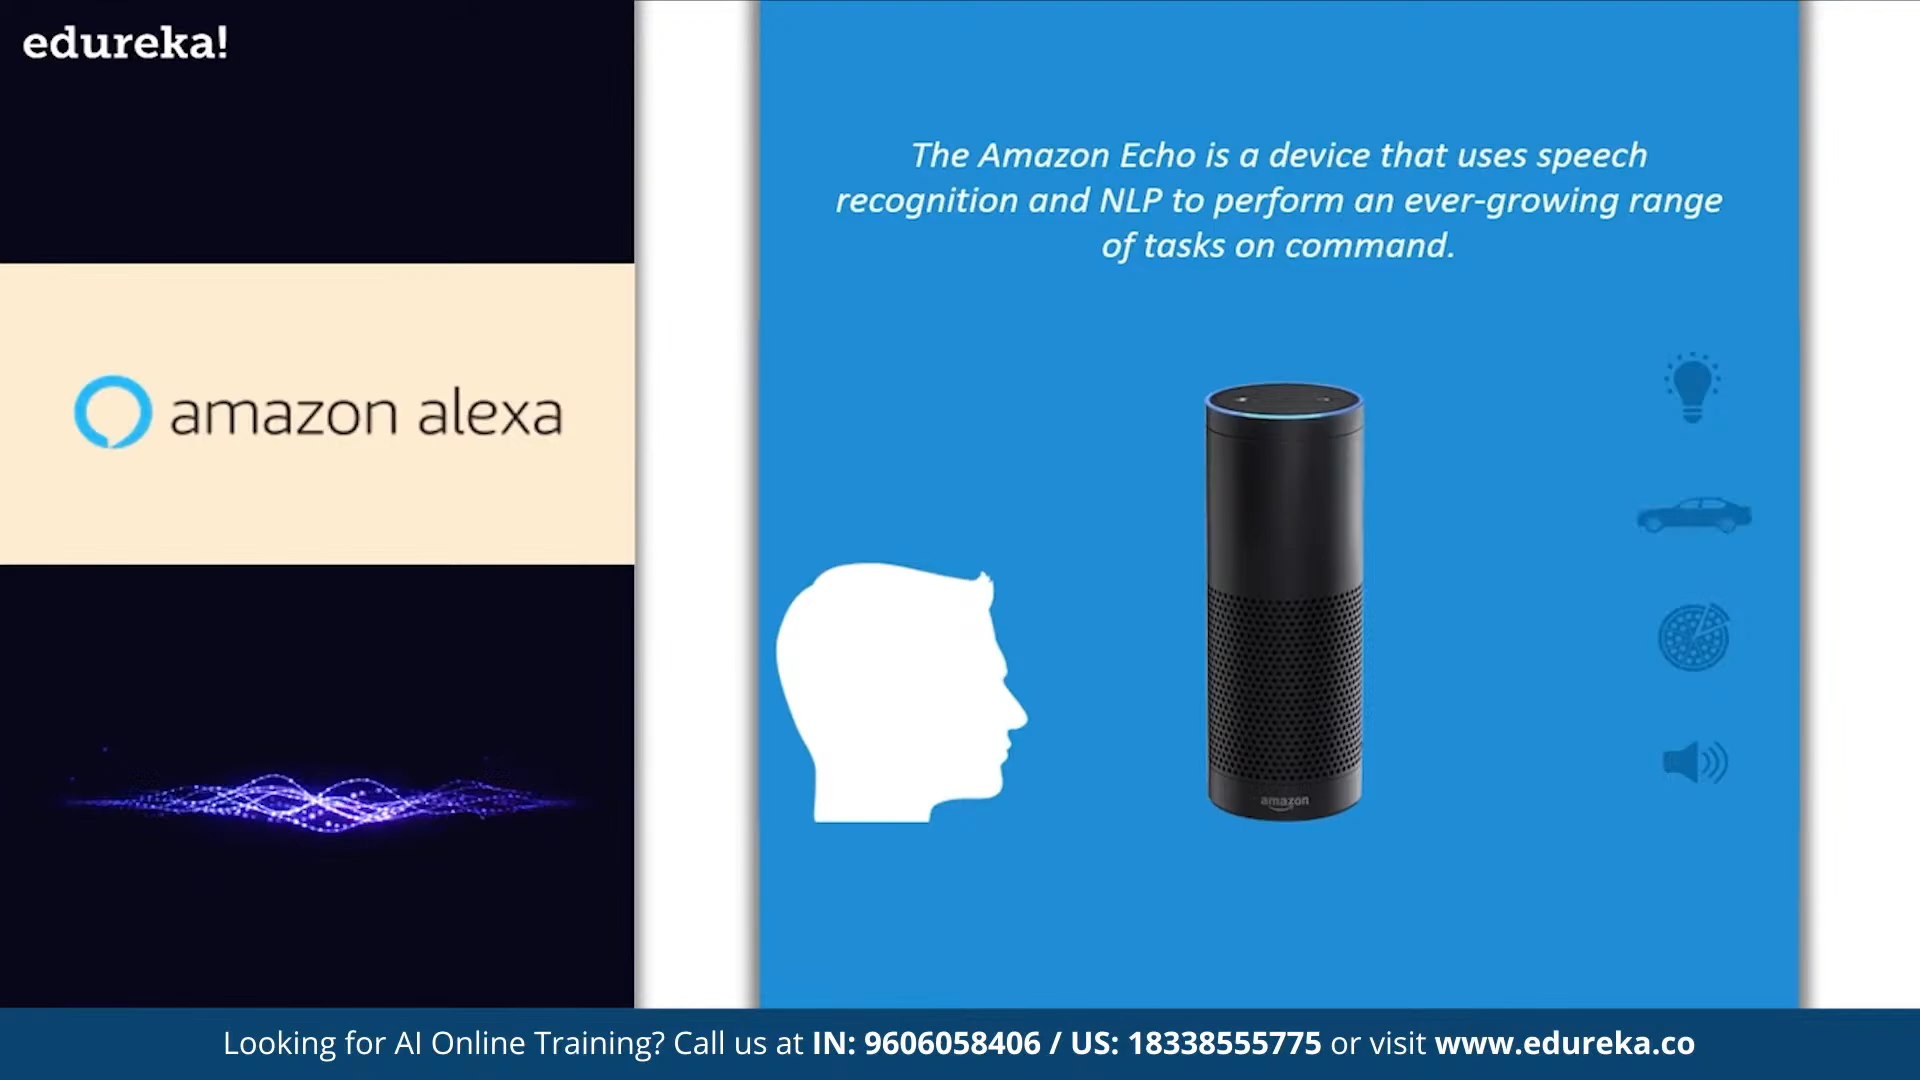 edureka!
amazon alexa
The Amazon Echo is a device that uses speech
recognition and NLP to perform an ever-growing range
of tasks on command.
amazon
Looking for AI Online Training? Call us at IN: 9606058406 / US: 18338555775 or visit www.edureka.co